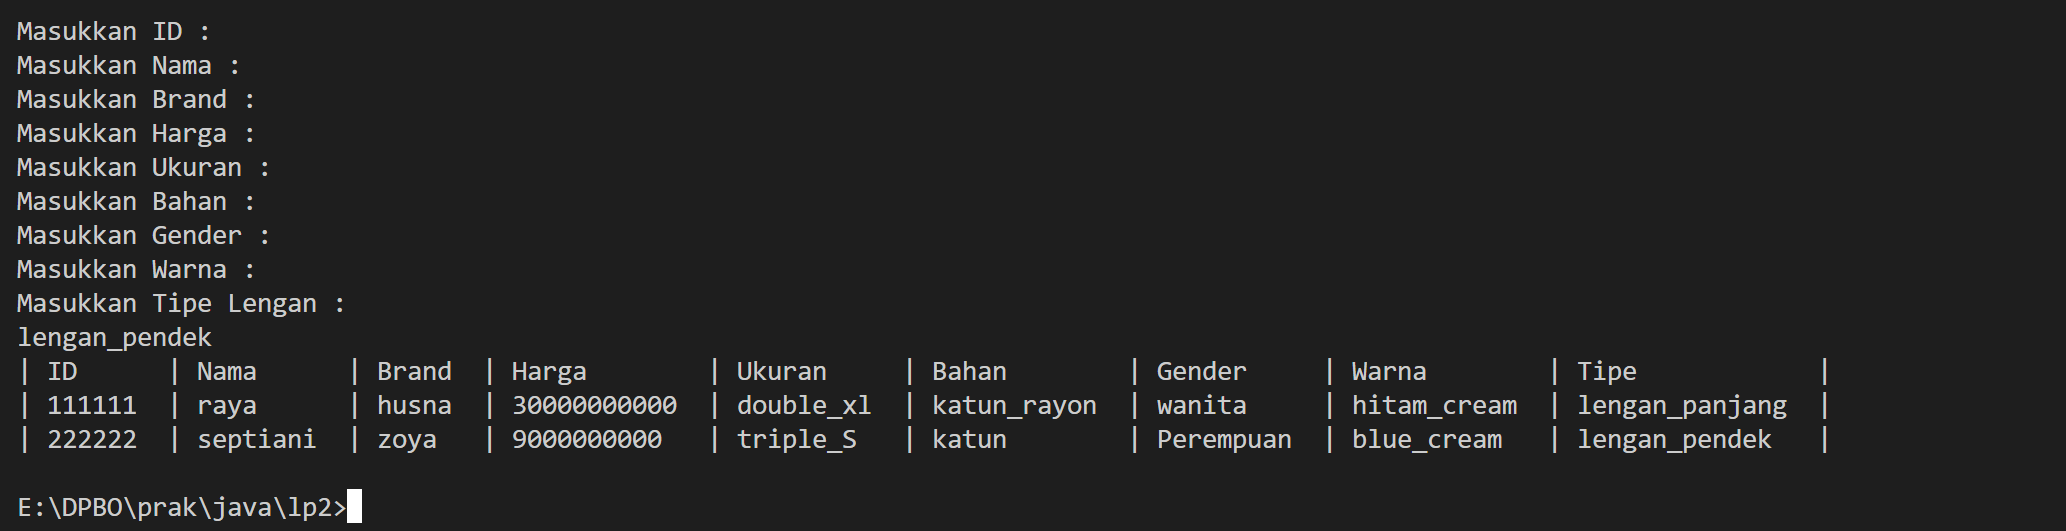 Masukkan ID :
Masukkan Nama :
Masukkan Brand :
Masukkan Harga :
Masukkan Ukuran :
Masukkan Bahan :
Masukkan Gender :
Masukkan Warna :
Masukkan Tipe Lengan :
lengan_pendek
| ID      | Nama      | Brand  | Harga        | Ukuran     | Bahan        | Gender     | Warna        | Tipe            |
| 111111  | raya      | husna  | 30000000000  | double_xl  | katun_rayon  | wanita     | hitam_cream  | lengan_panjang  |
| 222222  | septiani  | zoya   | 9000000000   | triple_S   | katun        | Perempuan  | blue_cream   | lengan_pendek   |
E:\DPBO\prak\java\lp2>